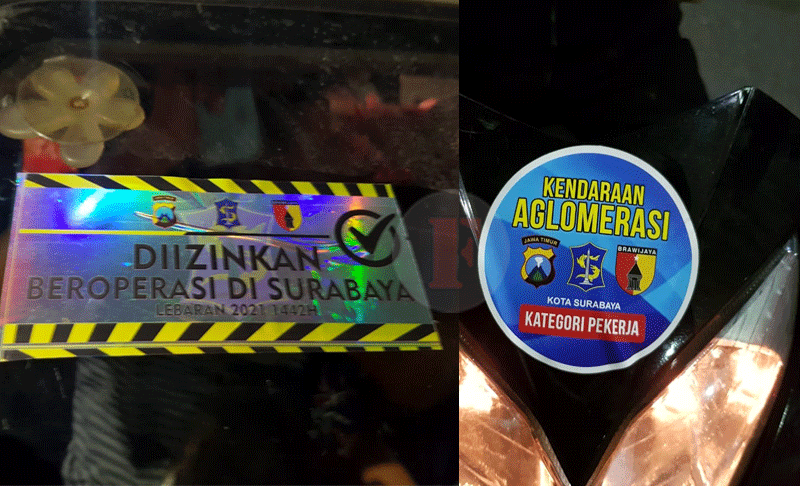 DIIZINKAN
BEROPERASI DI SURABAYA
LEBARAN 2021 1442H
KENDARAAN
AGLOMERASI
JAWA TIMUR
BRAWIJAYA
KOTA SURABAYA
KATEGORI PEKERJA